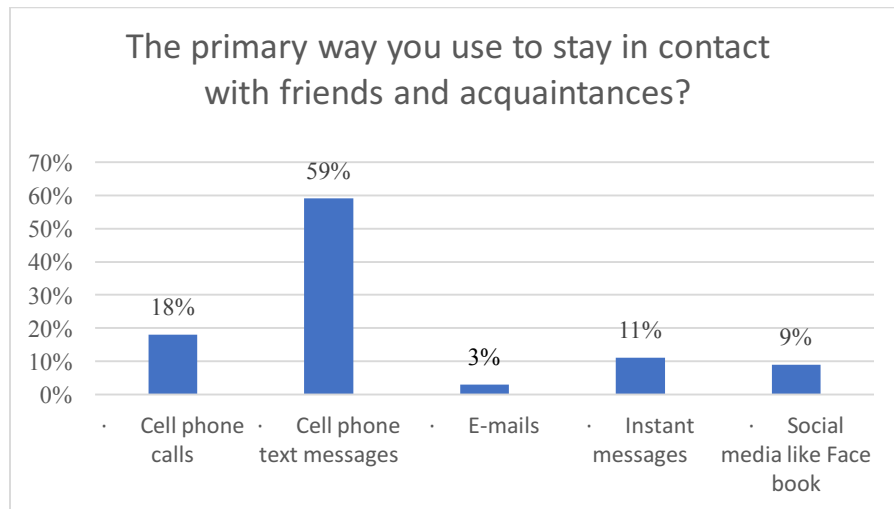 The primary way you use to stay in contact
with friends and acquaintances?
70%
60%
50%
40%
30%
20%
10%
0%
18%
59%
3%
11%
9%
· Cell phone
calls
· Cell phone
text messages
· E-mails
· Instant
messages
· Social
media like Face
book